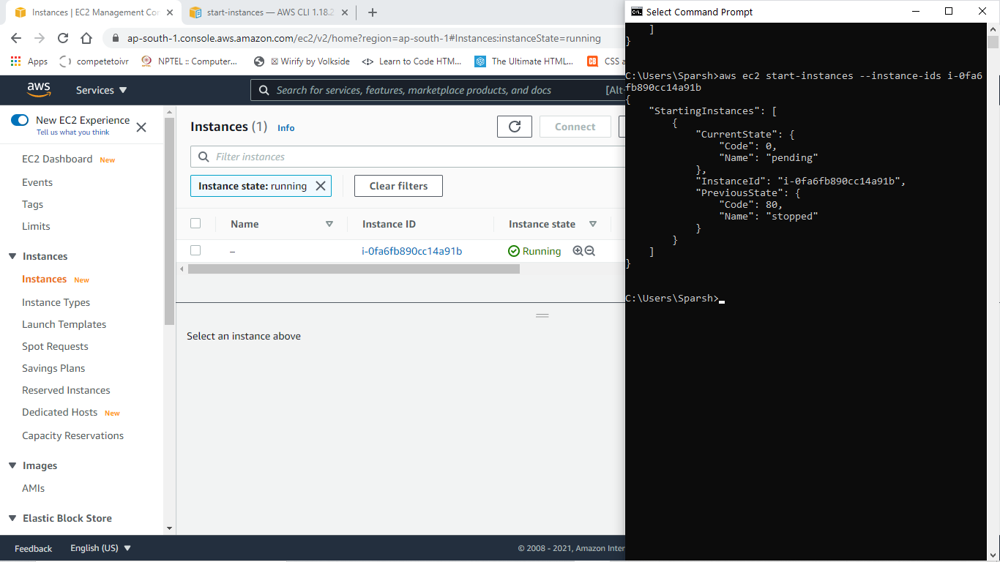 Instances | EC2 Management Con
start-instances — AWS CLI 1.18.2
ap-south-1.console.aws.amazon.com/ec2/v2/home?region=ap-south-1#Instances:instanceState=running
Apps
competetoivr
NPTEL :: Computer...
Wirify by Volkside
Learn to Code HTM...
The Ultimate HTML...
CSS a
aws
Services
Search for services, features, marketplace products, and docs
[Alt-
New EC2 Experience
Tell us what you think
EC2 Dashboard New
Events
Tags
Limits
Instances
Instances New
Instance Types
Launch Templates
Spot Requests
Savings Plans
Reserved Instances
Dedicated Hosts New
Capacity Reservations
Images
AMIs
Elastic Block Store
Instances (1) Info
Connect
Filter instances
Instance state: running
Clear filters
Name Instance ID Instance state
– i-0fa6fb890cc14a91b Running
Select an instance above
Feedback English (US) © 2008 - 2021, Amazon Inter
Select Command Prompt
]
}
C:\Users\Sparsh>aws ec2 start-instances --instance-ids i-0fa6
fb890cc14a91b
{
"StartingInstances": [
{
"CurrentState": {
"Code": 0,
"Name": "pending"
},
"InstanceId": "i-0fa6fb890cc14a91b",
"PreviousState": {
"Code": 80,
"Name": "stopped"
}
}
]
}
C:\Users\Sparsh>